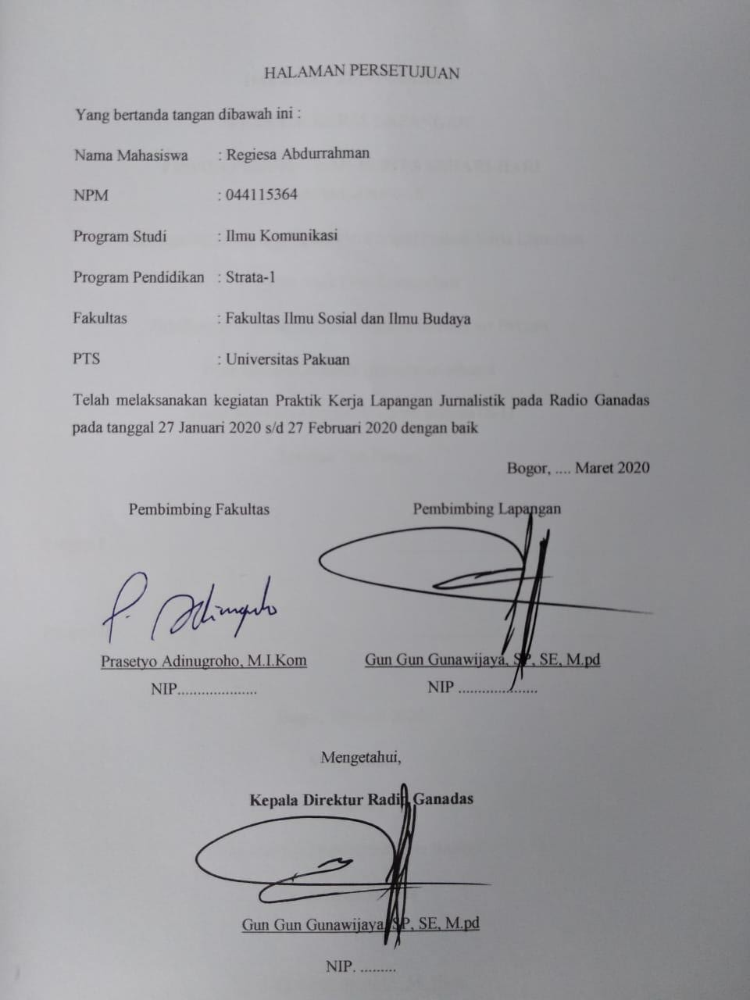 HALAMAN PERSETUJUAN
Yang bertanda tangan dibawah ini :
Nama Mahasiswa : Regiesa Abdurrahman
NPM : 044115364
Program Studi : Ilmu Komunikasi
Program Pendidikan : Strata-1
Fakultas : Fakultas Ilmu Sosial dan Ilmu Budaya
PTS : Universitas Pakuan
Telah melaksanakan kegiatan Praktik Kerja Lapangan Jurnalistik pada Radio Ganadas
pada tanggal 27 Januari 2020 s/d 27 Februari 2020 dengan baik
Bogor, .... Maret 2020
Pembimbing Fakultas Pembimbing Lapangan
P. Adinugroho
Prasetyo Adinugroho, M.I.Kom Gun Gun Gunawijaya, SP, SE, M.pd
NIP.................... NIP ....................
Mengetahui,
Kepala Direktur Radio Ganadas
Gun Gun Gunawijaya, SP, SE, M.pd
NIP. .........